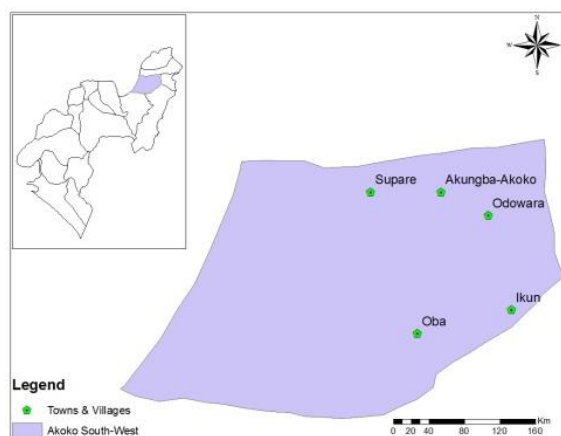 N
W
E
S
Supare
Akungba-Akoko
Odowara
Ikun
Oba
Legend
Towns & Villages
Akoko South-West
Km
0 20 40 80 120 160